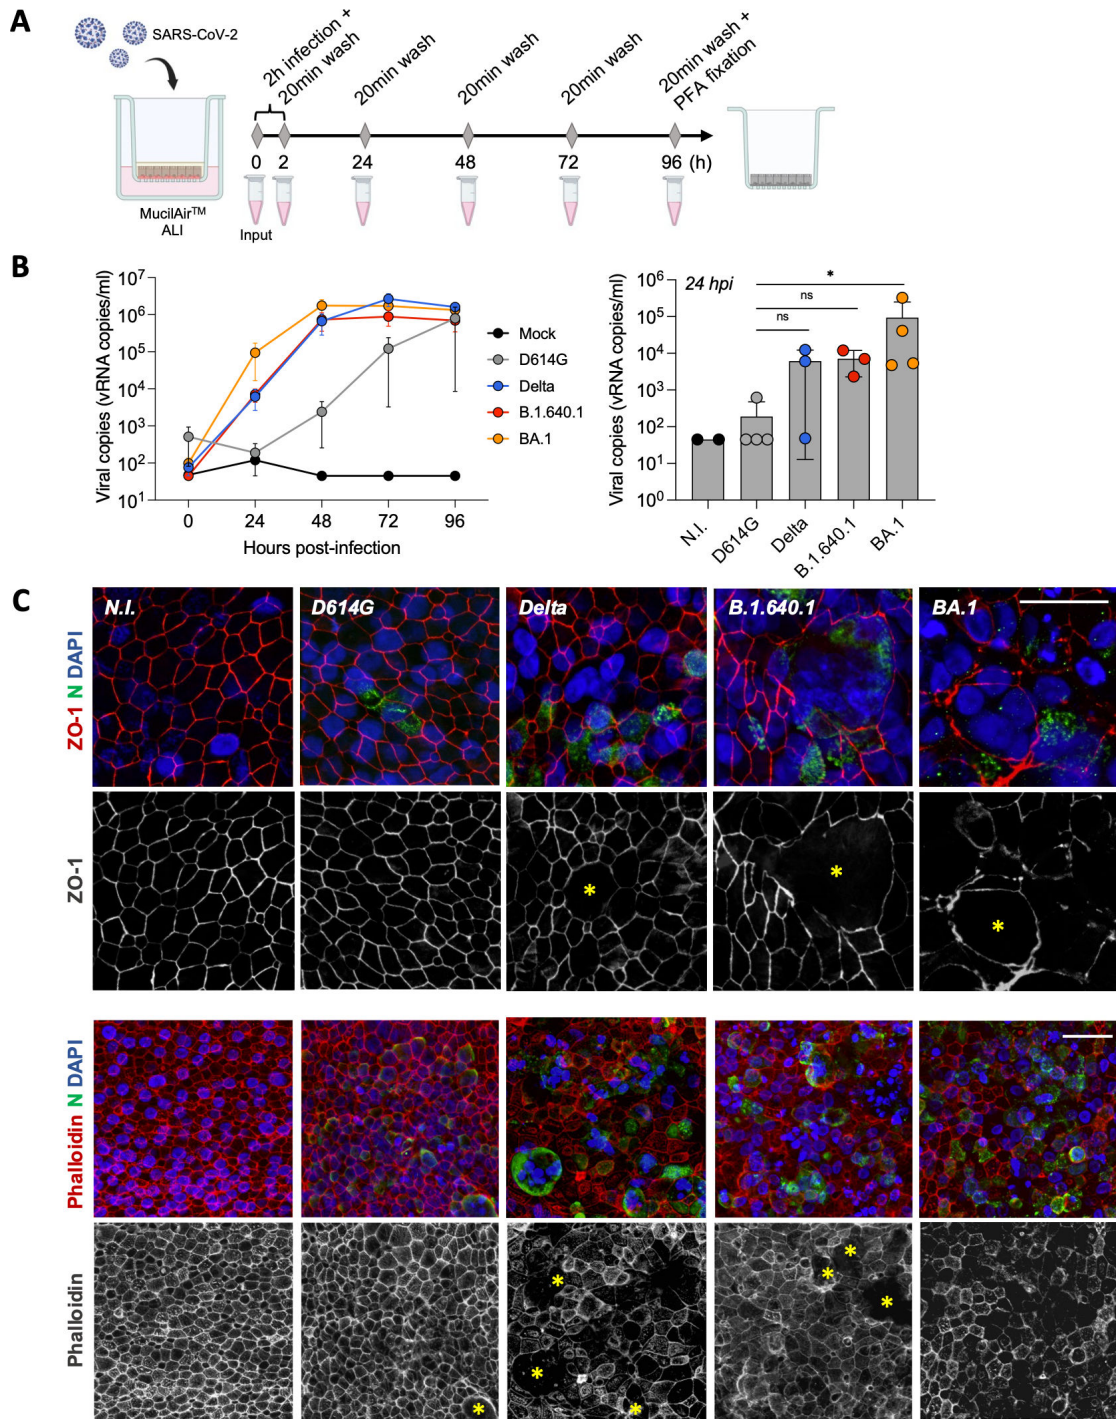 A
SARS-CoV-2
2h infection +
20min wash
20min wash
20min wash
20min wash
20min wash +
PFA fixation
0 2 24 48 72 96 (h)
MucilAir™
ALI
Input
B
Viral copies (vRNA copies/ml)
10⁷
10⁶
10⁵
10⁴
10³
10²
10¹
0 24 48 72 96
Hours post-infection
Mock
D614G
Delta
B.1.640.1
BA.1
Viral copies (vRNA copies/ml)
10⁶
10⁵
10⁴
10³
10²
10¹
10⁰
24 hpi
*
ns
ns
N.I.
D614G
Delta
B.1.640.1
BA.1
C
ZO-1 N DAPI
N.I. D614G Delta B.1.640.1 BA.1
ZO-1
* * *
Phalloidin N DAPI
Phalloidin
* * * * * * *